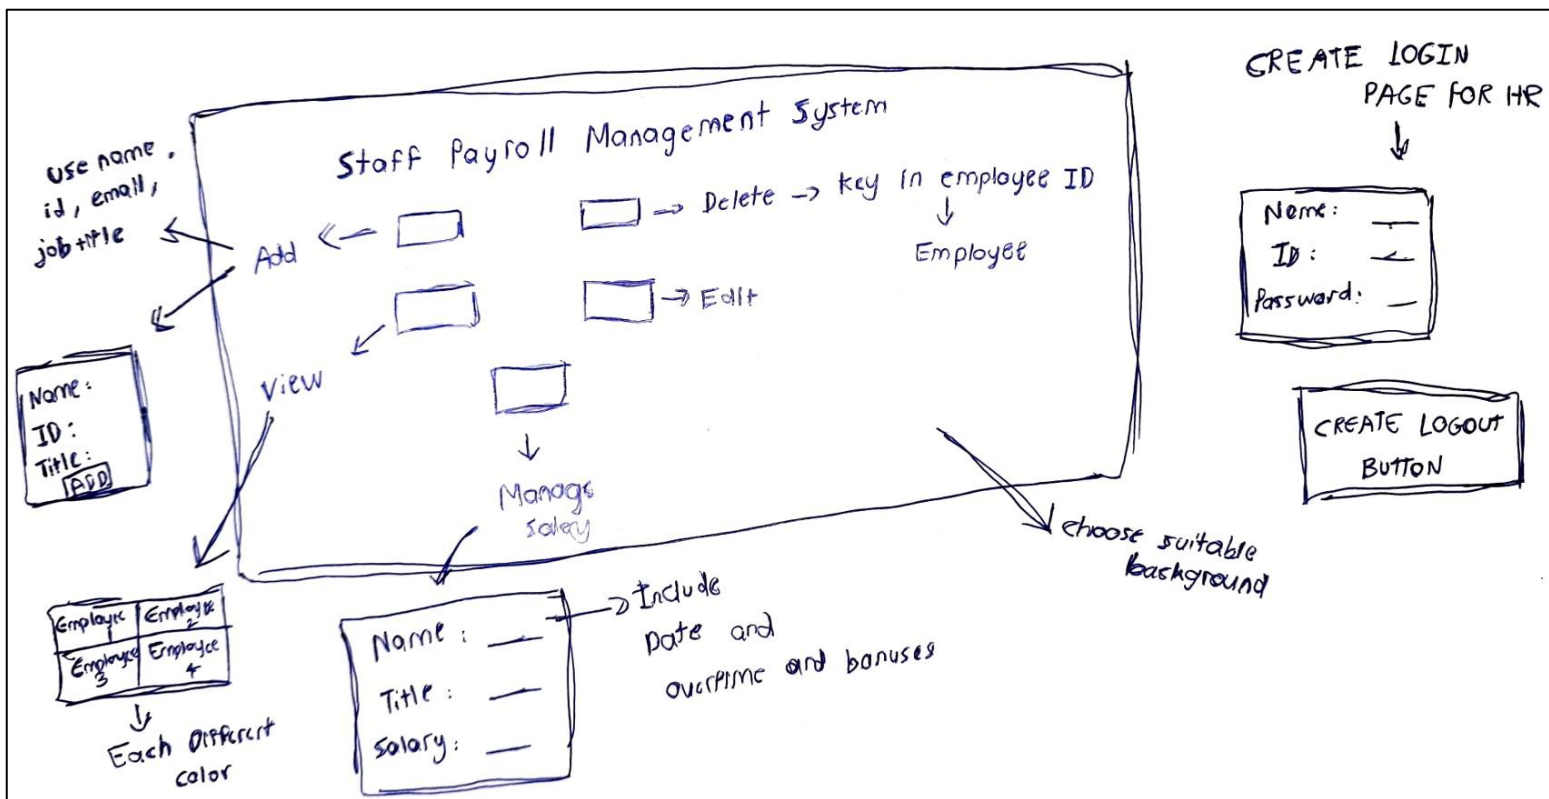 CREATE LOGIN
PAGE FOR HR
Name:
ID:
Password:
CREATE LOGOUT
BUTTON
Staff Payroll Management System
use name,
id, email,
job title
Add
Delete → key in employee ID
Employee
Edit
View
Manage
salary
Name:
ID:
Title:
ADD
Employee 1
Employee 2
Employee 3
Employee 4
Each Different
color
Name:
Title:
Salary:
Include
Date and
overtime and bonuses
choose suitable
background